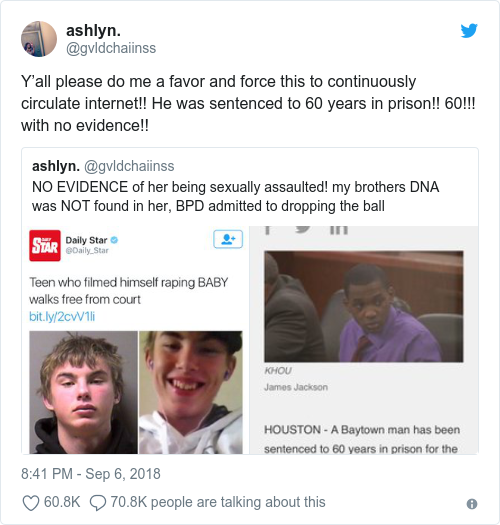 ashlyn.
@gvldchaiinss
Y'all please do me a favor and force this to continuously
circulate internet!! He was sentenced to 60 years in prison!! 60!!!
with no evidence!!
ashlyn. @gvldchaiinss
NO EVIDENCE of her being sexually assaulted! my brothers DNA
was NOT found in her, BPD admitted to dropping the ball
DAILY STAR
Daily Star
@Daily_Star
Teen who filmed himself raping BABY
walks free from court
bit.ly/2cvV1li
KHOU
James Jackson
HOUSTON - A Baytown man has been
sentenced to 60 years in prison for the
8:41 PM - Sep 6, 2018
60.8K
70.8K people are talking about this